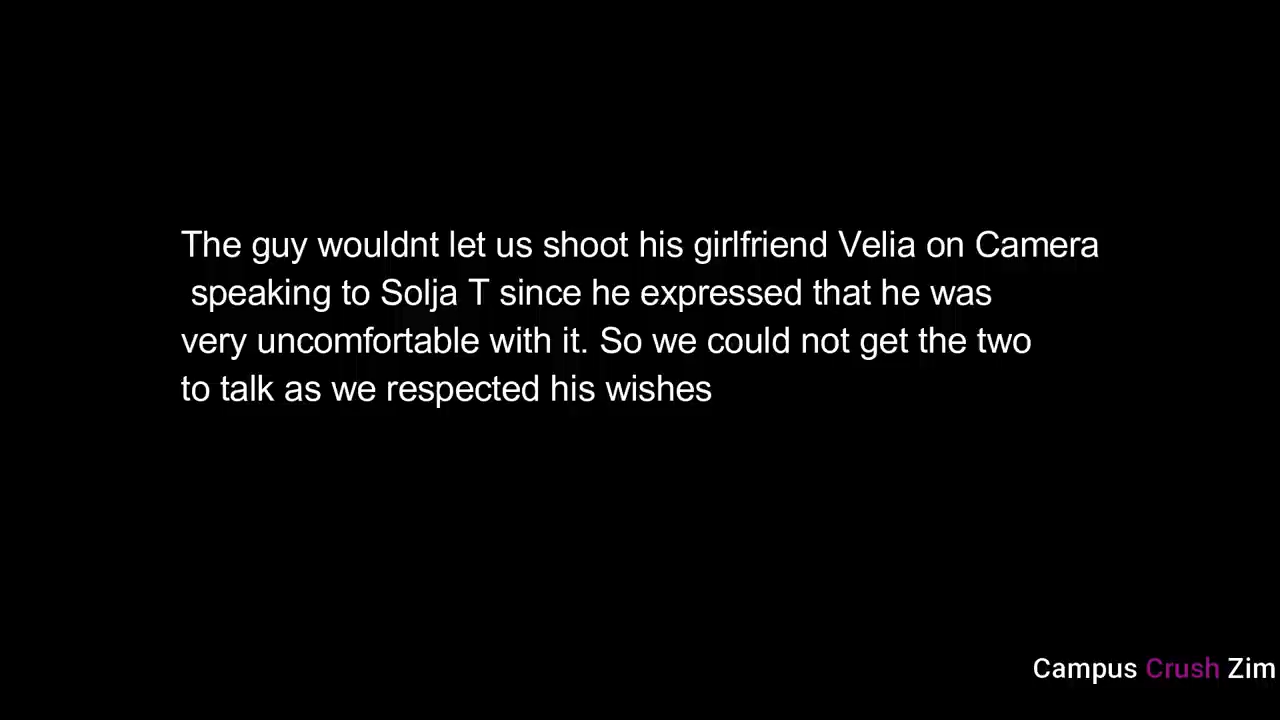 The guy wouldnt let us shoot his girlfriend Velia on Camera
speaking to Solja T since he expressed that he was
very uncomfortable with it. So we could not get the two
to talk as we respected his wishes
Campus Crush Zim